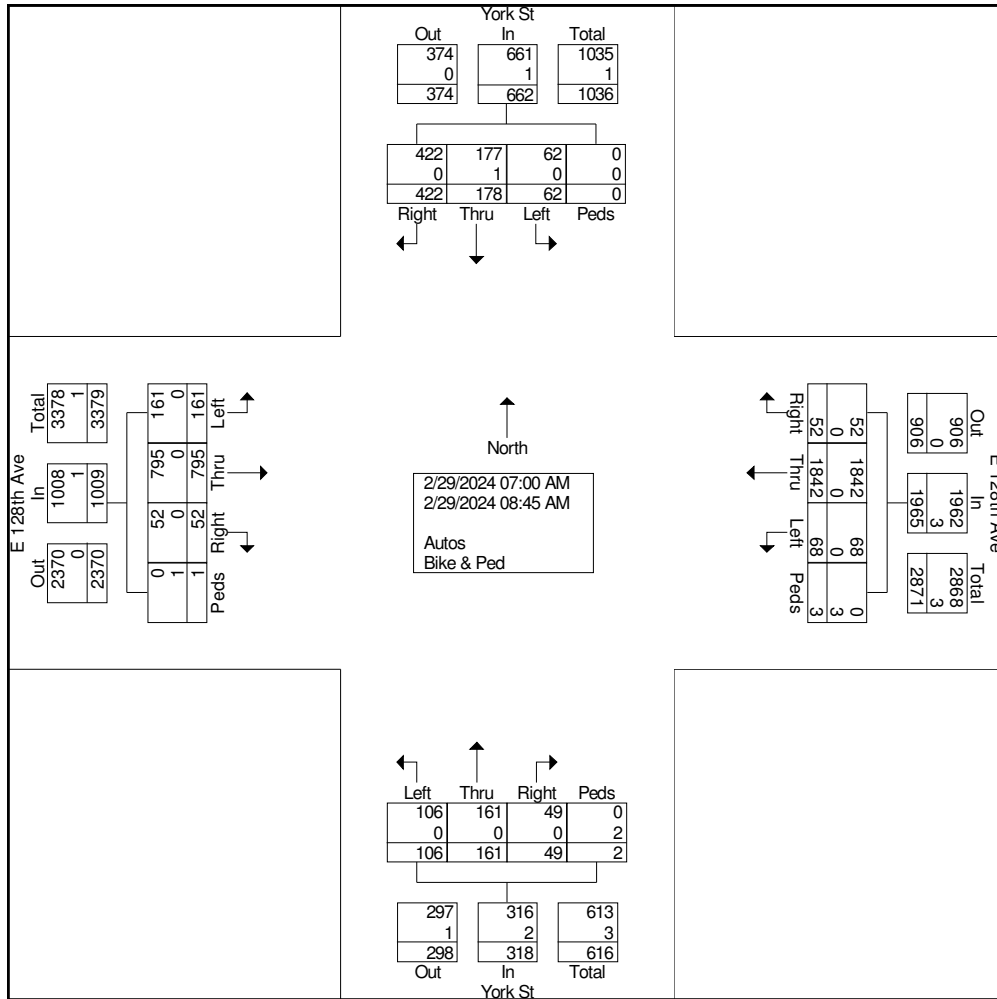 York St
Out In Total
374 661 1035
0 1 1
374 662 1036
422 177 62 0
0 1 0 0
422 178 62 0
Right Thru Left Peds
E 128th Ave
Total In Out
3378 1008 2370
1 1 0
3379 1009 2370
161 795 52 0
0 0 0 1
161 795 52 1
Left Thru Right Peds
North
2/29/2024 07:00 AM
2/29/2024 08:45 AM
Autos
Bike & Ped
Right Thru Left Peds
52 1842 68 3
0 0 0 3
52 1842 68 0
906 1965 2871
0 3 3
906 1962 2868
Out In Total
E 128th Ave
Left Thru Right Peds
106 161 49 0
0 0 0 2
106 161 49 2
297 316 613
1 2 3
298 318 616
Out In Total
York St